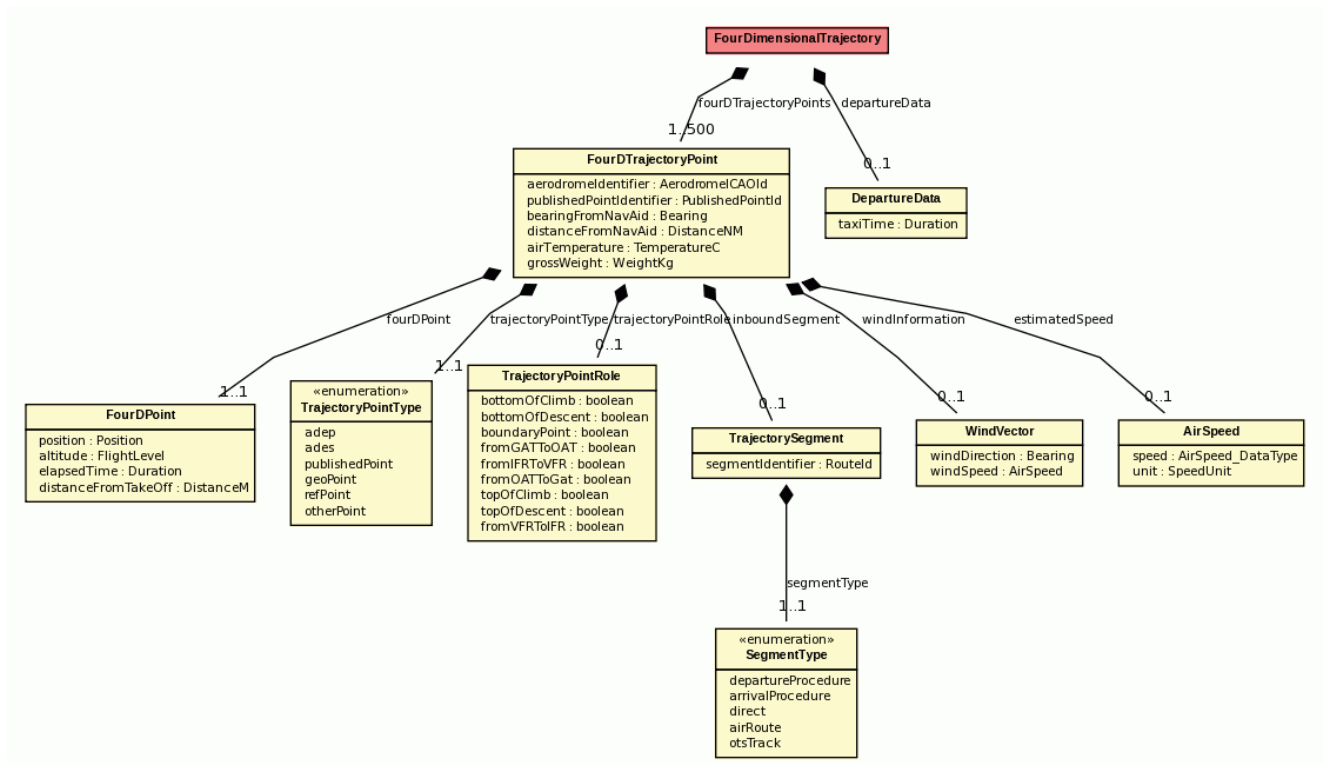 FourDimensionalTrajectory
fourDTrajectoryPoints
departureData
1..500
0..1
FourDTrajectoryPoint
aerodromeIdentifier : AerodromeICAOId
publishedPointIdentifier : PublishedPointId
bearingFromNavAid : Bearing
distanceFromNavAid : DistanceNM
airTemperature : TemperatureC
grossWeight : WeightKg
DepartureData
taxiTime : Duration
fourDPoint
trajectoryPointType
trajectoryPointRole
inboundSegment
windInformation
estimatedSpeed
1..1
1..1
0..1
0..1
0..1
0..1
FourDPoint
position : Position
altitude : FlightLevel
elapsedTime : Duration
distanceFromTakeOff : DistanceM
«enumeration»
TrajectoryPointType
adep
ades
publishedPoint
geoPoint
refPoint
otherPoint
TrajectoryPointRole
bottomOfClimb : boolean
bottomOfDescent : boolean
boundaryPoint : boolean
fromGATToOAT : boolean
fromIFRToVFR : boolean
fromOATToGat : boolean
topOfClimb : boolean
topOfDescent : boolean
fromVFRToIFR : boolean
TrajectorySegment
segmentIdentifier : RouteId
WindVector
windDirection : Bearing
windSpeed : AirSpeed
AirSpeed
speed : AirSpeed_DataType
unit : SpeedUnit
segmentType
1..1
«enumeration»
SegmentType
departureProcedure
arrivalProcedure
direct
airRoute
otsTrack